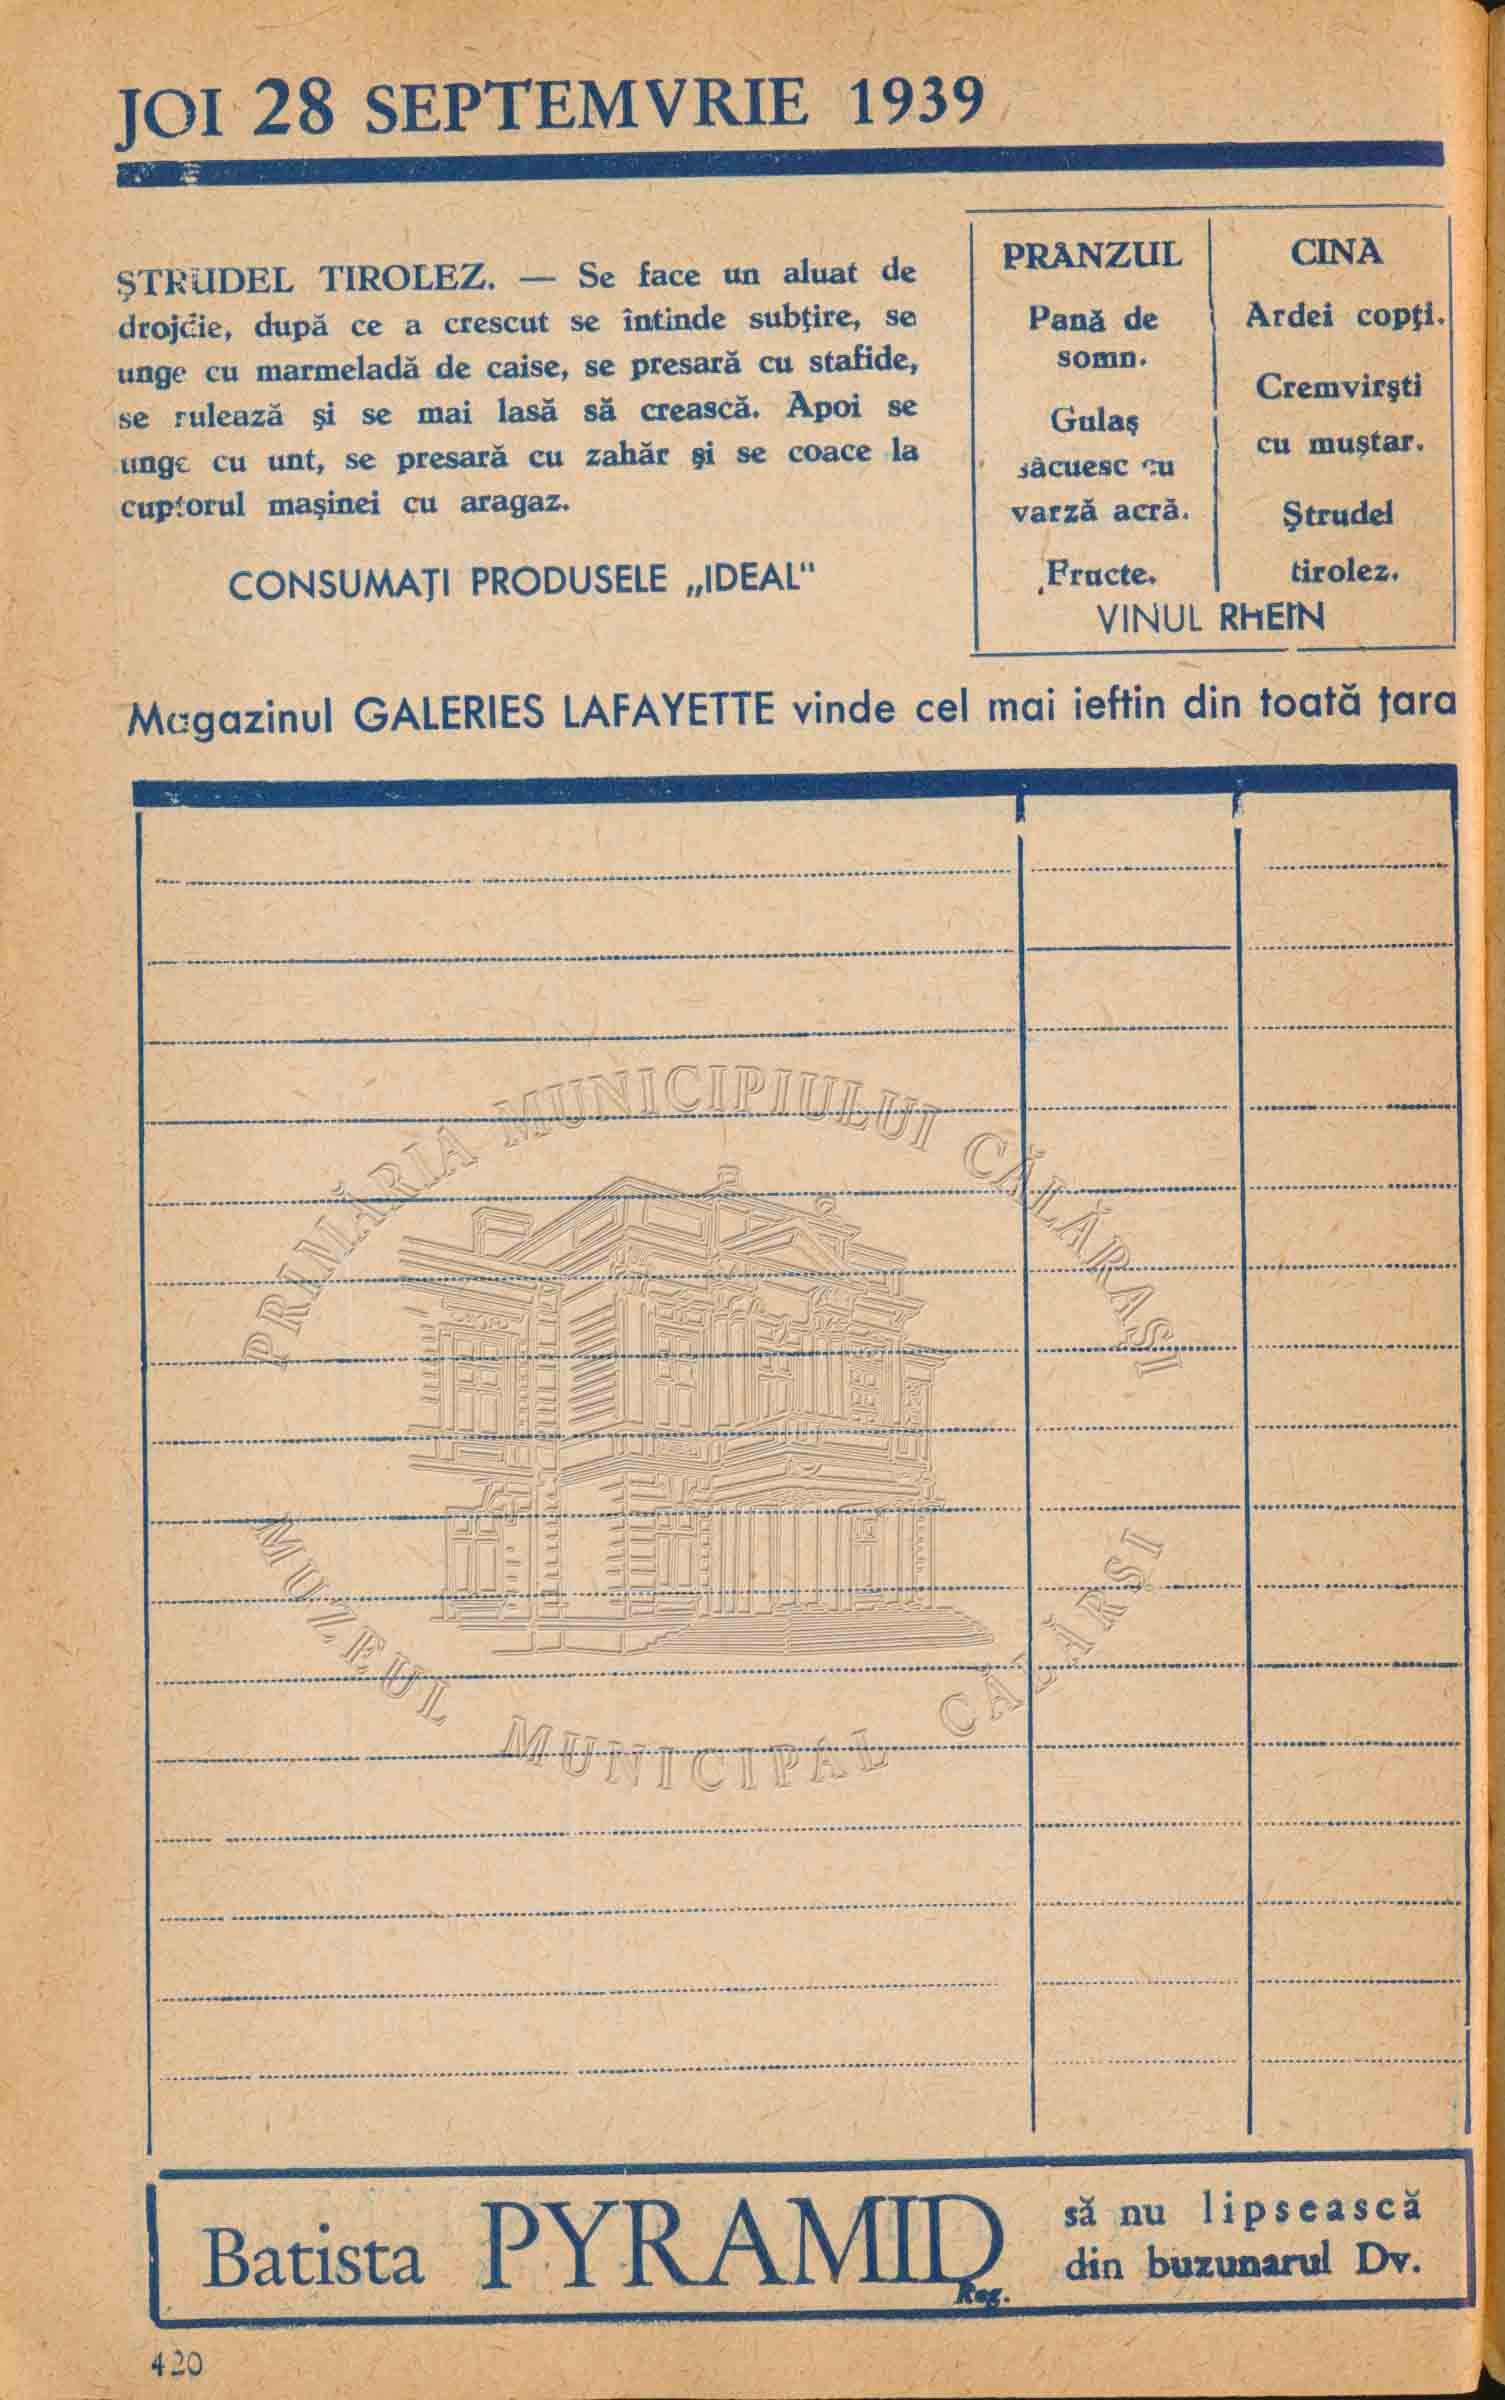 JOI 28 SEPTEMVRIE 1939
ŞTRUDEL TIROLEZ. — Se face un aluat de
drojdie, după ce a crescut se întinde subţire, se
unge cu marmeladă de caise, se presară cu stafide,
se rulează şi se mai lasă să crească. Apoi se
unge cu unt, se presară cu zahăr şi se coace la
cuptorul maşinei cu aragaz.
CONSUMAŢI PRODUSELE „IDEAL"
PRÂNZUL
Pană de
somn.
Gulaş
săcuesc cu
varză acră.
Fructe.
CINA
Ardei copţi.
Cremvirşti
cu muştar.
Ştrudel
tirolez.
VINUL RHEIN
Magazinul GALERIES LAFAYETTE vinde cel mai ieftin din toată ţara
PRIMĂRIA MUNICIPIULUI CĂLĂRAŞI
MUZEUL MUNICIPAL CĂLĂRŞI
Batista PYRAMID Reg.
să nu lipsească
din buzunarul Dv.
420